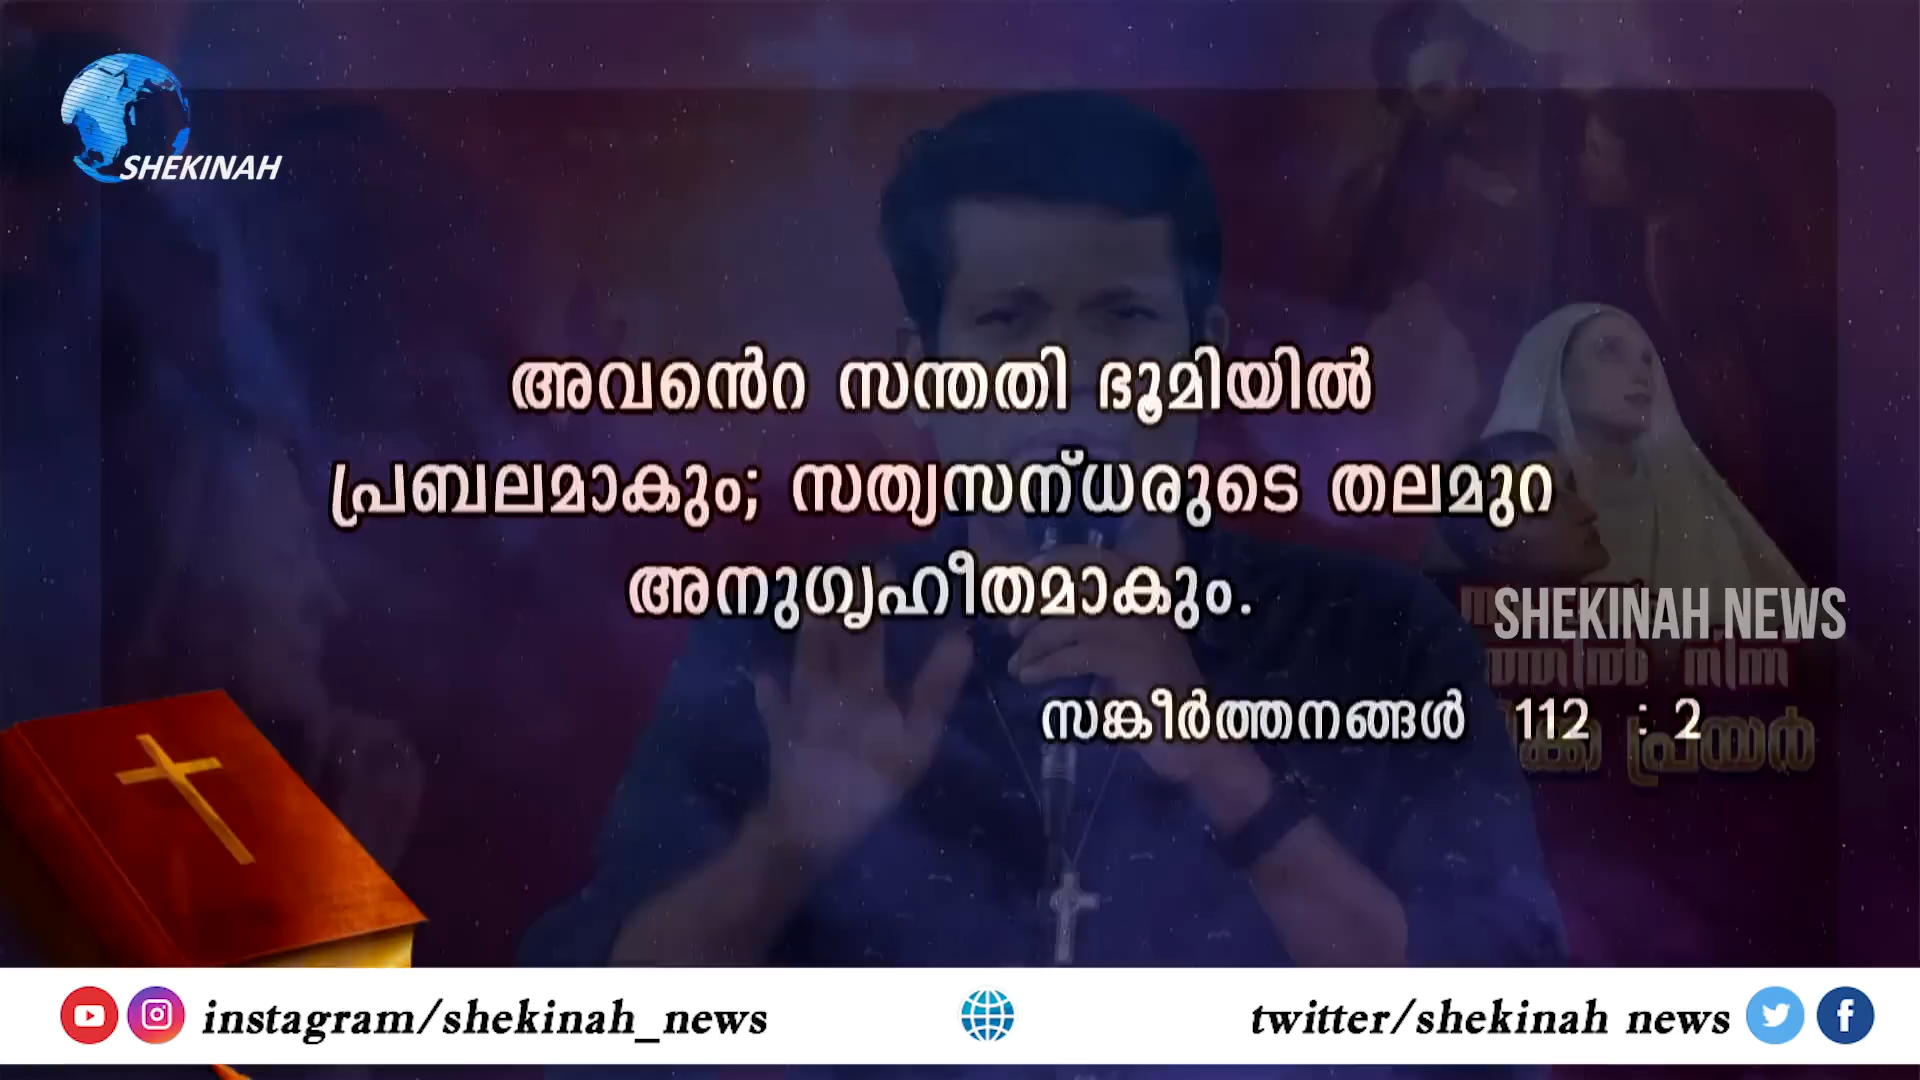 SHEKINAH
അവൻെറ സന്തതി ഭൂമിയിൽ
പ്രബലമാകും; സത്യസന്ധരുടെ തലമുറ
അനുഗൃഹീതമാകും.
SHEKINAH NEWS
ത്തിൽ നിന്ന
സങ്കീർത്തനങ്ങൾ 112 : 2
പ്രയർ
instagram/shekinah_news
twitter/shekinah news